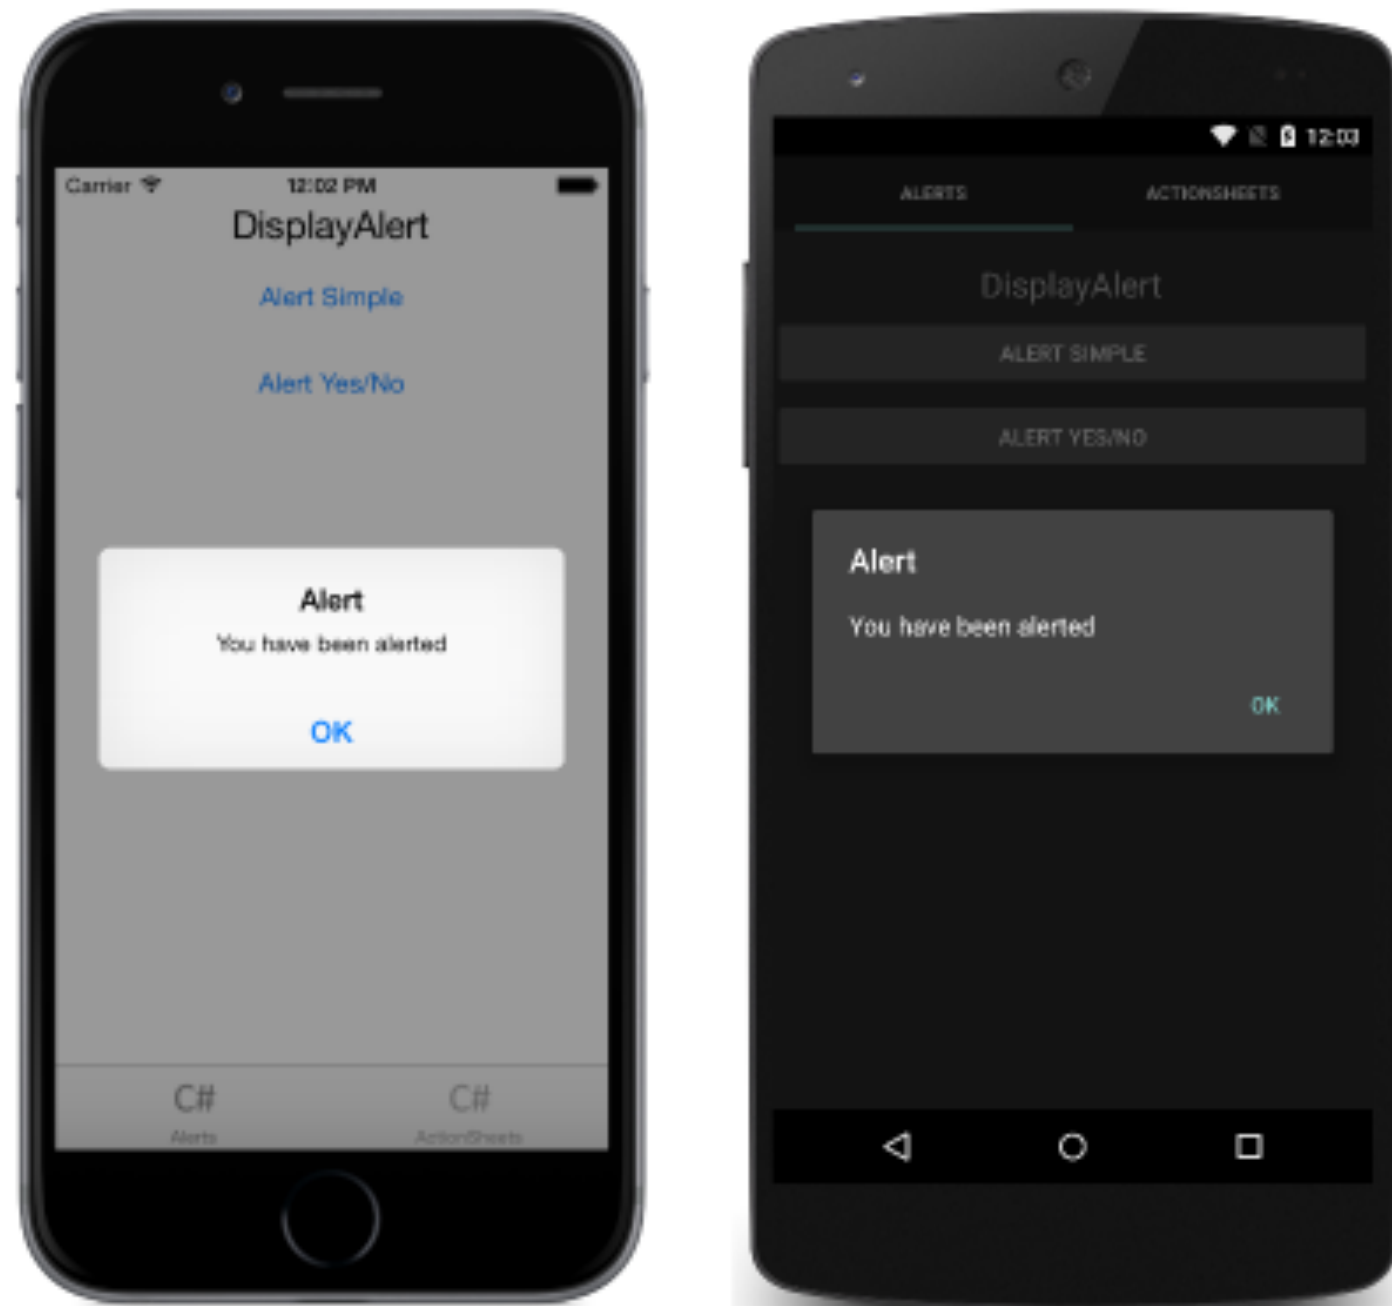 Carrier 12:02 PM
DisplayAlert
Alert Simple
Alert Yes/No
Alert
You have been alerted
OK
C# C#
Alerts ActionSheets
12:03
ALERTS ACTIONSHEETS
DisplayAlert
ALERT SIMPLE
ALERT YES/NO
Alert
You have been alerted
OK